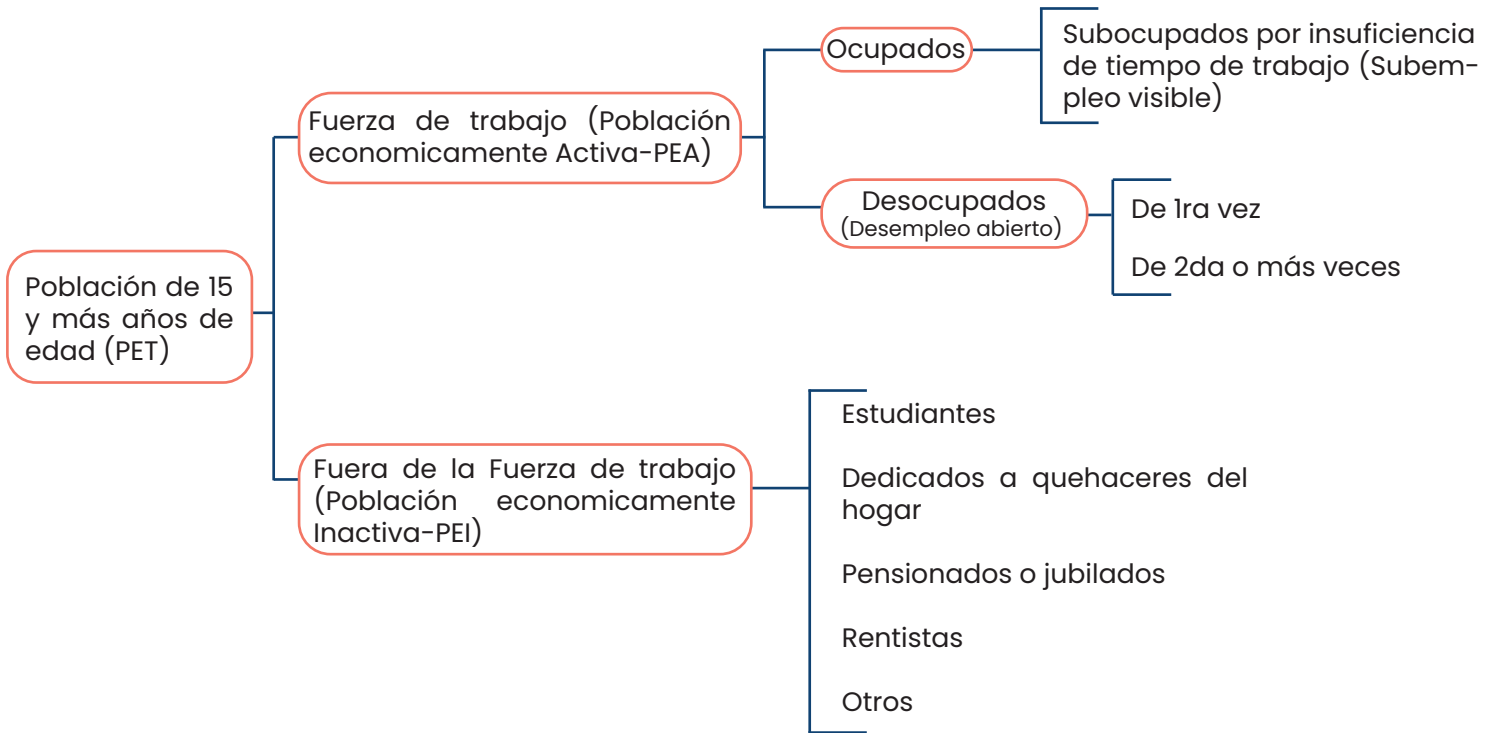 Ocupados
Subocupados por insuficiencia
de tiempo de trabajo (Subem-
pleo visible)
Fuerza de trabajo (Población
economicamente Activa-PEA)
Desocupados
(Desempleo abierto)
De 1ra vez
De 2da o más veces
Población de 15
y más años de
edad (PET)
Fuera de la Fuerza de trabajo
(Población economicamente
Inactiva-PEI)
Estudiantes
Dedicados a quehaceres del
hogar
Pensionados o jubilados
Rentistas
Otros